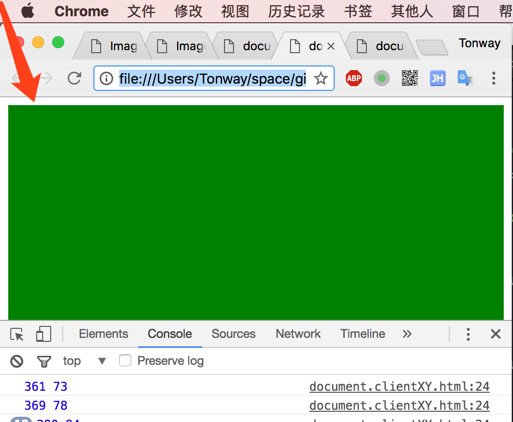 Chrome 文件 修改 视图 历史记录 书签 其他人 窗口 帮
Imag Imag docu do docu Tonway
file:///Users/Tonway/space/gi ABP JH
Elements Console Sources Network Timeline
top Preserve log
361 73 document.clientXY.html:24
369 78 document.clientXY.html:24